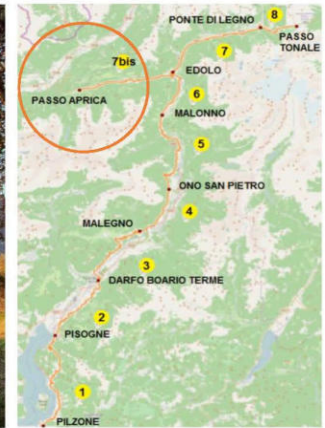 8
PONTE DI LEGNO
PASSO
TONALE
7
7bis
EDOLO
PASSO APRICA
6
MALONNO
5
ONO SAN PIETRO
4
MALEGNO
3
DARFO BOARIO TERME
2
PISOGNE
1
PILZONE